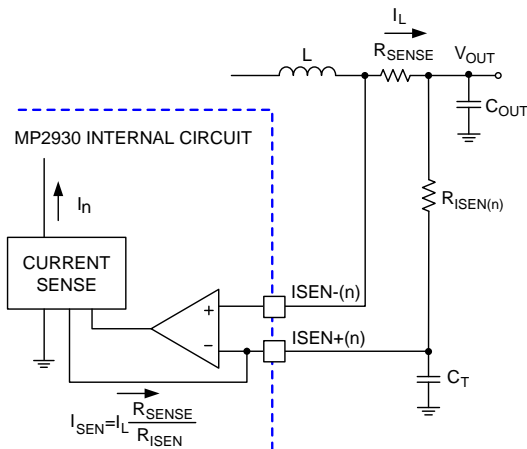 I_L
L
R_SENSE
V_OUT
C_OUT
MP2930 INTERNAL CIRCUIT
R_ISEN(n)
I_n
CURRENT
SENSE
ISEN-(n)
+
−
ISEN+(n)
C_T
I_SEN=I_L R_SENSE/R_ISEN